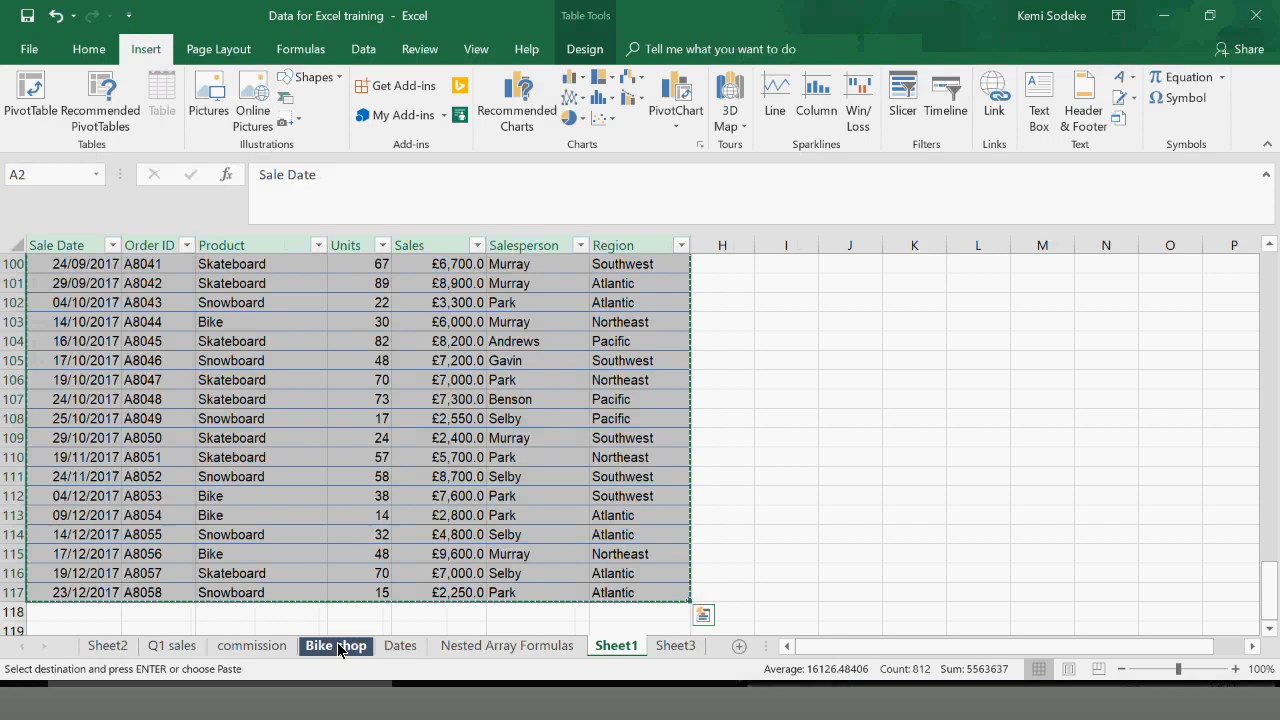 Data for Excel training - Excel
Table Tools
Kemi Sodeke
File Home Insert Page Layout Formulas Data Review View Help Design Tell me what you want to do Share
PivotTable
Recommended PivotTables
Table
Tables
Pictures
Online Pictures
Shapes
Illustrations
Get Add-ins
My Add-ins
Add-ins
Recommended Charts
PivotChart
Charts
3D Map
Tours
Line
Column
Win/ Loss
Sparklines
Slicer
Timeline
Filters
Link
Links
Text Box
Header & Footer
Text
Equation
Symbol
Symbols
A2 fx Sale Date
Sale Date Order ID Product Units Sales Salesperson Region H I J K L M N O P
100 24/09/2017 A8041 Skateboard 67 £6,700.0 Murray Southwest
101 29/09/2017 A8042 Skateboard 89 £8,900.0 Murray Atlantic
102 04/10/2017 A8043 Snowboard 22 £3,300.0 Park Atlantic
103 14/10/2017 A8044 Bike 30 £6,000.0 Murray Northeast
104 16/10/2017 A8045 Skateboard 82 £8,200.0 Andrews Pacific
105 17/10/2017 A8046 Snowboard 48 £7,200.0 Gavin Southwest
106 19/10/2017 A8047 Skateboard 70 £7,000.0 Park Northeast
107 24/10/2017 A8048 Skateboard 73 £7,300.0 Benson Pacific
108 25/10/2017 A8049 Snowboard 17 £2,550.0 Selby Pacific
109 29/10/2017 A8050 Skateboard 24 £2,400.0 Murray Southwest
110 19/11/2017 A8051 Skateboard 57 £5,700.0 Park Northeast
111 24/11/2017 A8052 Snowboard 58 £8,700.0 Selby Southwest
112 04/12/2017 A8053 Bike 38 £7,600.0 Park Southwest
113 09/12/2017 A8054 Bike 14 £2,800.0 Park Atlantic
114 14/12/2017 A8055 Snowboard 32 £4,800.0 Selby Atlantic
115 17/12/2017 A8056 Bike 48 £9,600.0 Murray Northeast
116 19/12/2017 A8057 Skateboard 70 £7,000.0 Selby Atlantic
117 23/12/2017 A8058 Skateboard 15 £2,250.0 Park Atlantic
118
119
Sheet2 Q1 sales commission Bike shop Dates Nested Array Formulas Sheet1 Sheet3
Select destination and press ENTER or choose Paste Average: 16126.48406 Count: 812 Sum: 5563637 100%